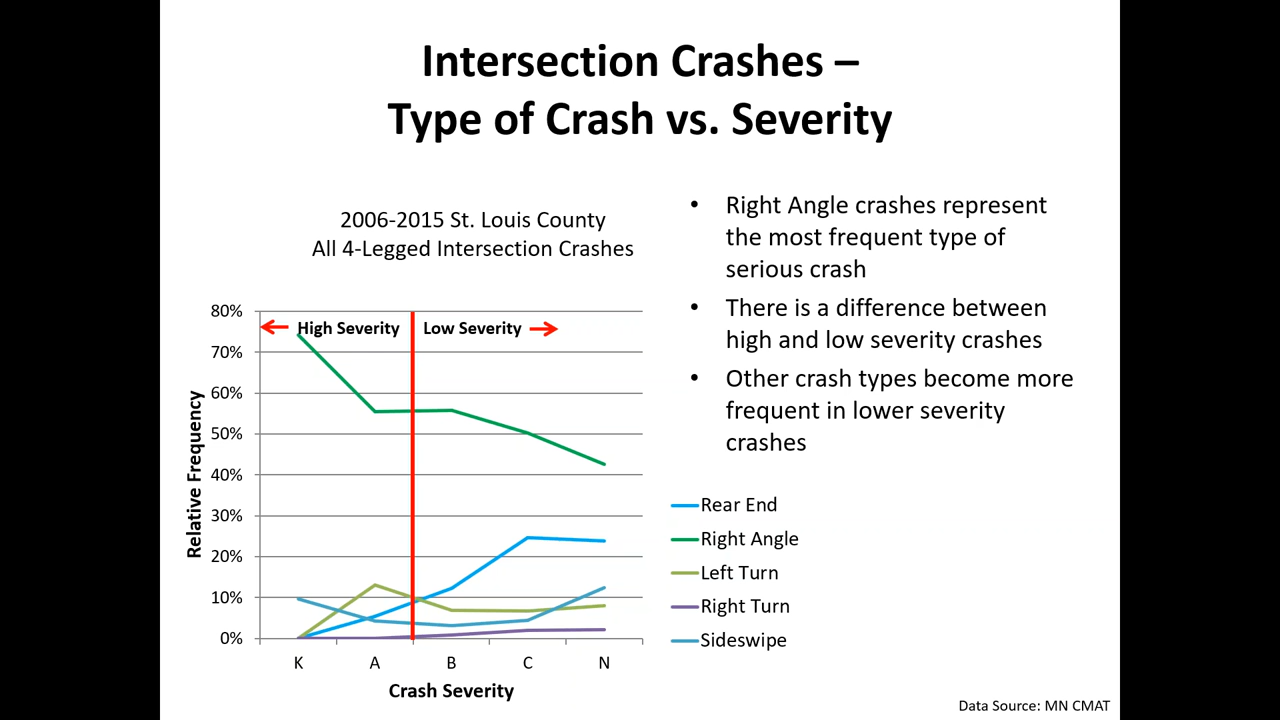 Intersection Crashes –
Type of Crash vs. Severity
2006-2015 St. Louis County
All 4-Legged Intersection Crashes
80%
70%
60%
50%
40%
30%
20%
10%
0%
Relative Frequency
High Severity
Low Severity
K A B C N
Crash Severity
• Right Angle crashes represent
the most frequent type of
serious crash
• There is a difference between
high and low severity crashes
• Other crash types become more
frequent in lower severity
crashes
Rear End
Right Angle
Left Turn
Right Turn
Sideswipe
Data Source: MN CMAT